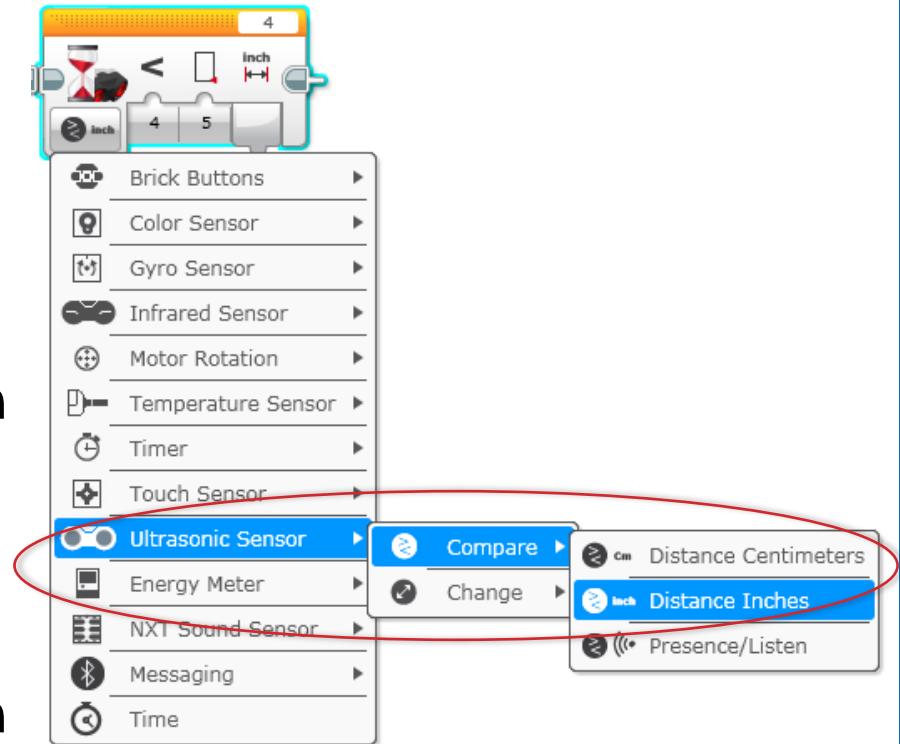 4
<
inch
inch
4
5
Brick Buttons
Color Sensor
Gyro Sensor
Infrared Sensor
Motor Rotation
Temperature Sensor
Timer
Touch Sensor
Ultrasonic Sensor
Compare
Cm Distance Centimeters
Energy Meter
Change
inch Distance Inches
NXT Sound Sensor
Presence/Listen
Messaging
Time